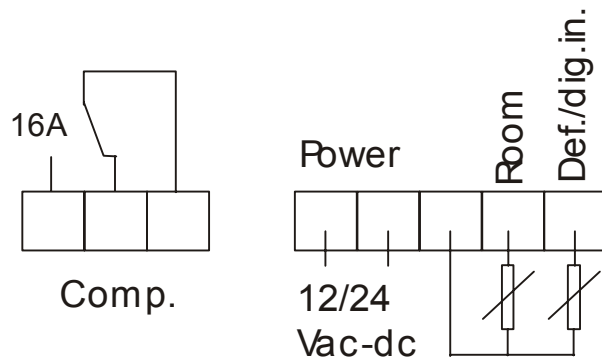 16A
Comp.
Power
Room
Def./dig.in.
12/24
Vac-dc